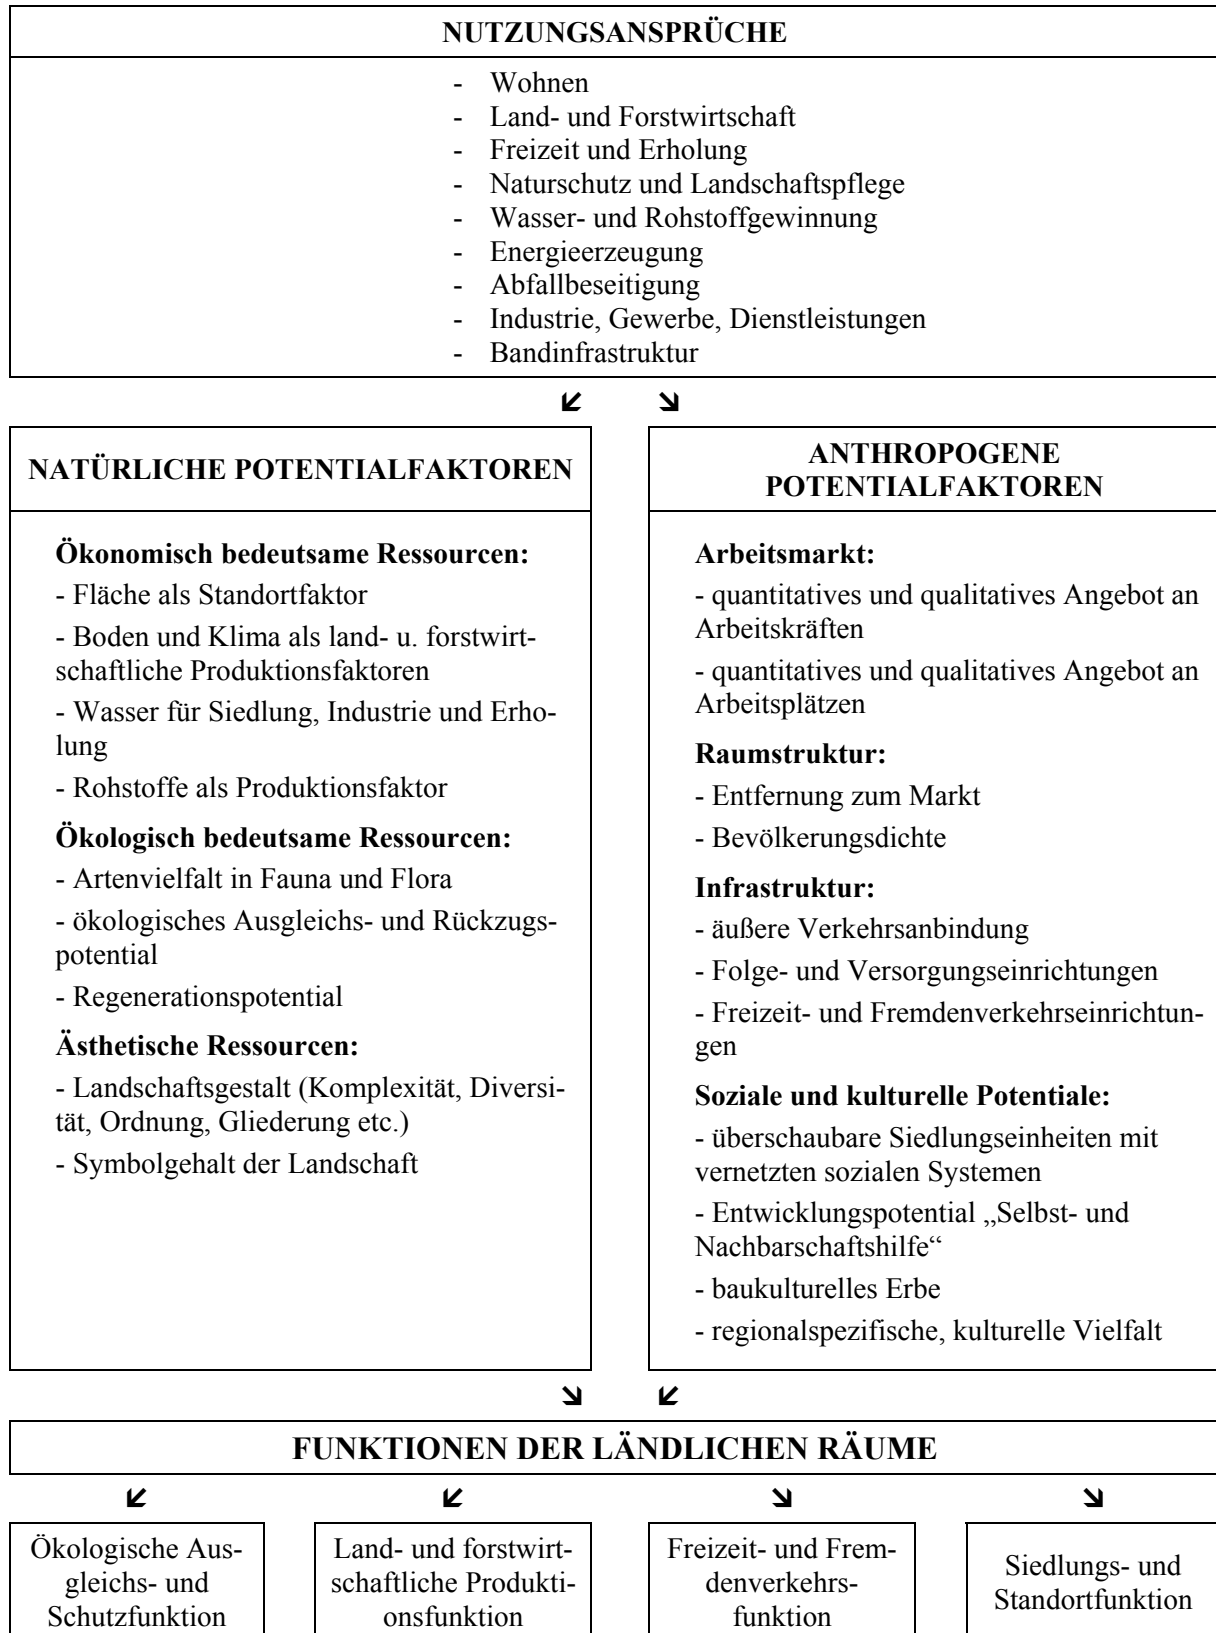 NUTZUNGSANSPRÜCHE
- Wohnen
- Land- und Forstwirtschaft
- Freizeit und Erholung
- Naturschutz und Landschaftspflege
- Wasser- und Rohstoffgewinnung
- Energieerzeugung
- Abfallbeseitigung
- Industrie, Gewerbe, Dienstleistungen
- Bandinfrastruktur
NATÜRLICHE POTENTIALFAKTOREN
Ökonomisch bedeutsame Ressourcen:
- Fläche als Standortfaktor
- Boden und Klima als land- u. forstwirt-
schaftliche Produktionsfaktoren
- Wasser für Siedlung, Industrie und Erho-
lung
- Rohstoffe als Produktionsfaktor
Ökologisch bedeutsame Ressourcen:
- Artenvielfalt in Fauna und Flora
- ökologisches Ausgleichs- und Rückzugs-
potential
- Regenerationspotential
Ästhetische Ressourcen:
- Landschaftsgestalt (Komplexität, Diversi-
tät, Ordnung, Gliederung etc.)
- Symbolgehalt der Landschaft
ANTHROPOGENE
POTENTIALFAKTOREN
Arbeitsmarkt:
- quantitatives und qualitatives Angebot an
Arbeitskräften
- quantitatives und qualitatives Angebot an
Arbeitsplätzen
Raumstruktur:
- Entfernung zum Markt
- Bevölkerungsdichte
Infrastruktur:
- äußere Verkehrsanbindung
- Folge- und Versorgungseinrichtungen
- Freizeit- und Fremdenverkehrseinrichtun-
gen
Soziale und kulturelle Potentiale:
- überschaubare Siedlungseinheiten mit
vernetzten sozialen Systemen
- Entwicklungspotential „Selbst- und
Nachbarschaftshilfe“
- baukulturelles Erbe
- regionalspezifische, kulturelle Vielfalt
FUNKTIONEN DER LÄNDLICHEN RÄUME
Ökologische Aus-
gleichs- und
Schutzfunktion
Land- und forstwirt-
schaftliche Produkti-
onsfunktion
Freizeit- und Frem-
denverkehrs-
funktion
Siedlungs- und
Standortfunktion